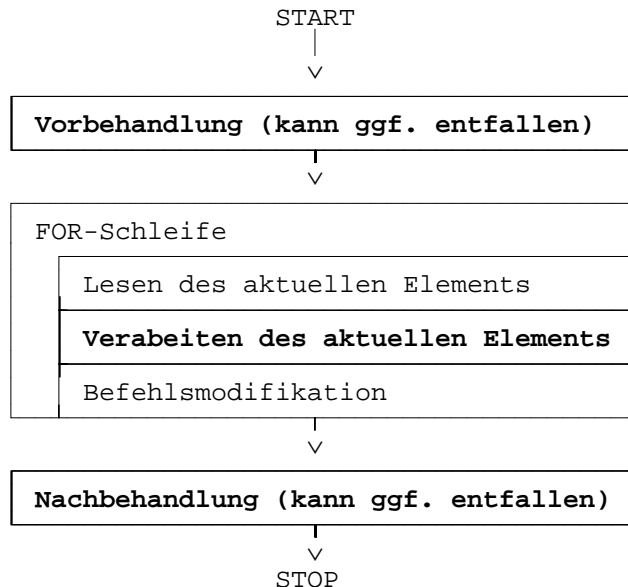 START
Vorbehandlung (kann ggf. entfallen)
FOR-Schleife
Lesen des aktuellen Elements
Verabeiten des aktuellen Elements
Befehlsmodifikation
Nachbehandlung (kann ggf. entfallen)
STOP